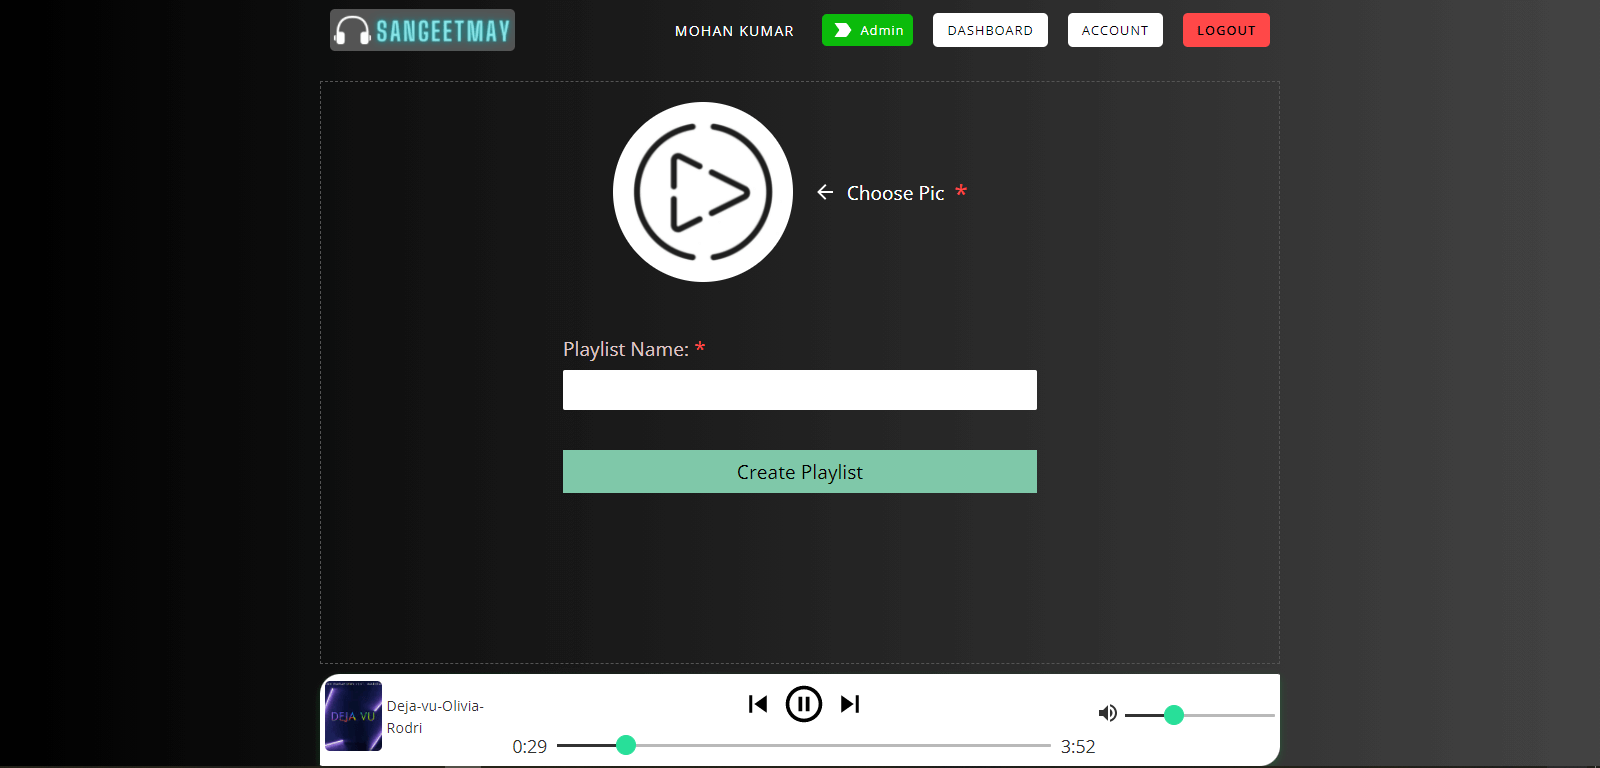 SANGEETMAY
MOHAN KUMAR
Admin
DASHBOARD
ACCOUNT
LOGOUT
Choose Pic *
Playlist Name: *
Create Playlist
DEJA VU
Deja-vu-Olivia-
Rodri
0:29
3:52